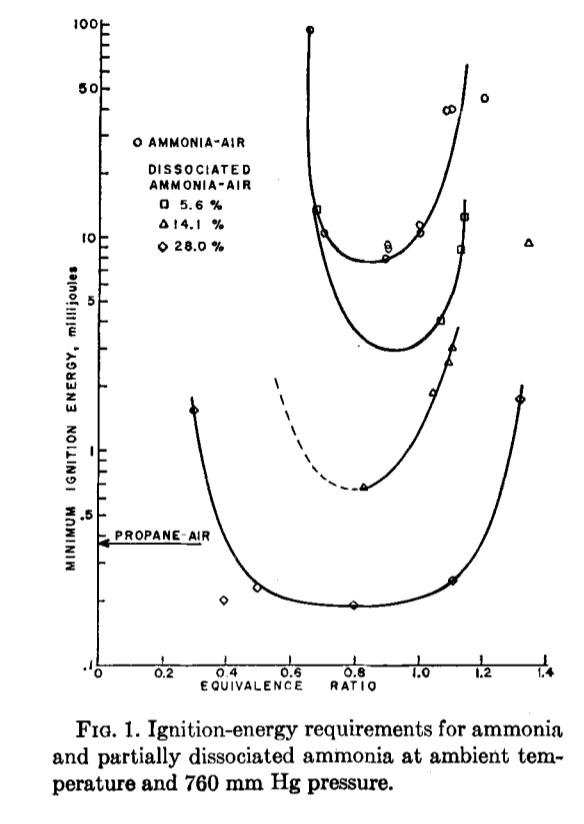 100
50
10
5
1
.5
.1
MINIMUM IGNITION ENERGY, millijoules
O AMMONIA-AIR
DISSOCIATED
AMMONIA-AIR
□ 5.6 %
△ 14.1 %
◇ 28.0 %
PROPANE-AIR
0 0.2 0.4 0.6 0.8 1.0 1.2 1.4
EQUIVALENCE RATIO
FIG. 1. Ignition-energy requirements for ammonia
and partially dissociated ammonia at ambient tem-
perature and 760 mm Hg pressure.